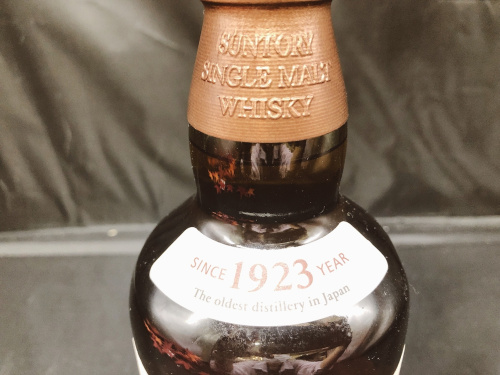 SUNTORY
SINGLE MALT
WHISKY
SINCE 1923 YEAR
The oldest distillery in Japan